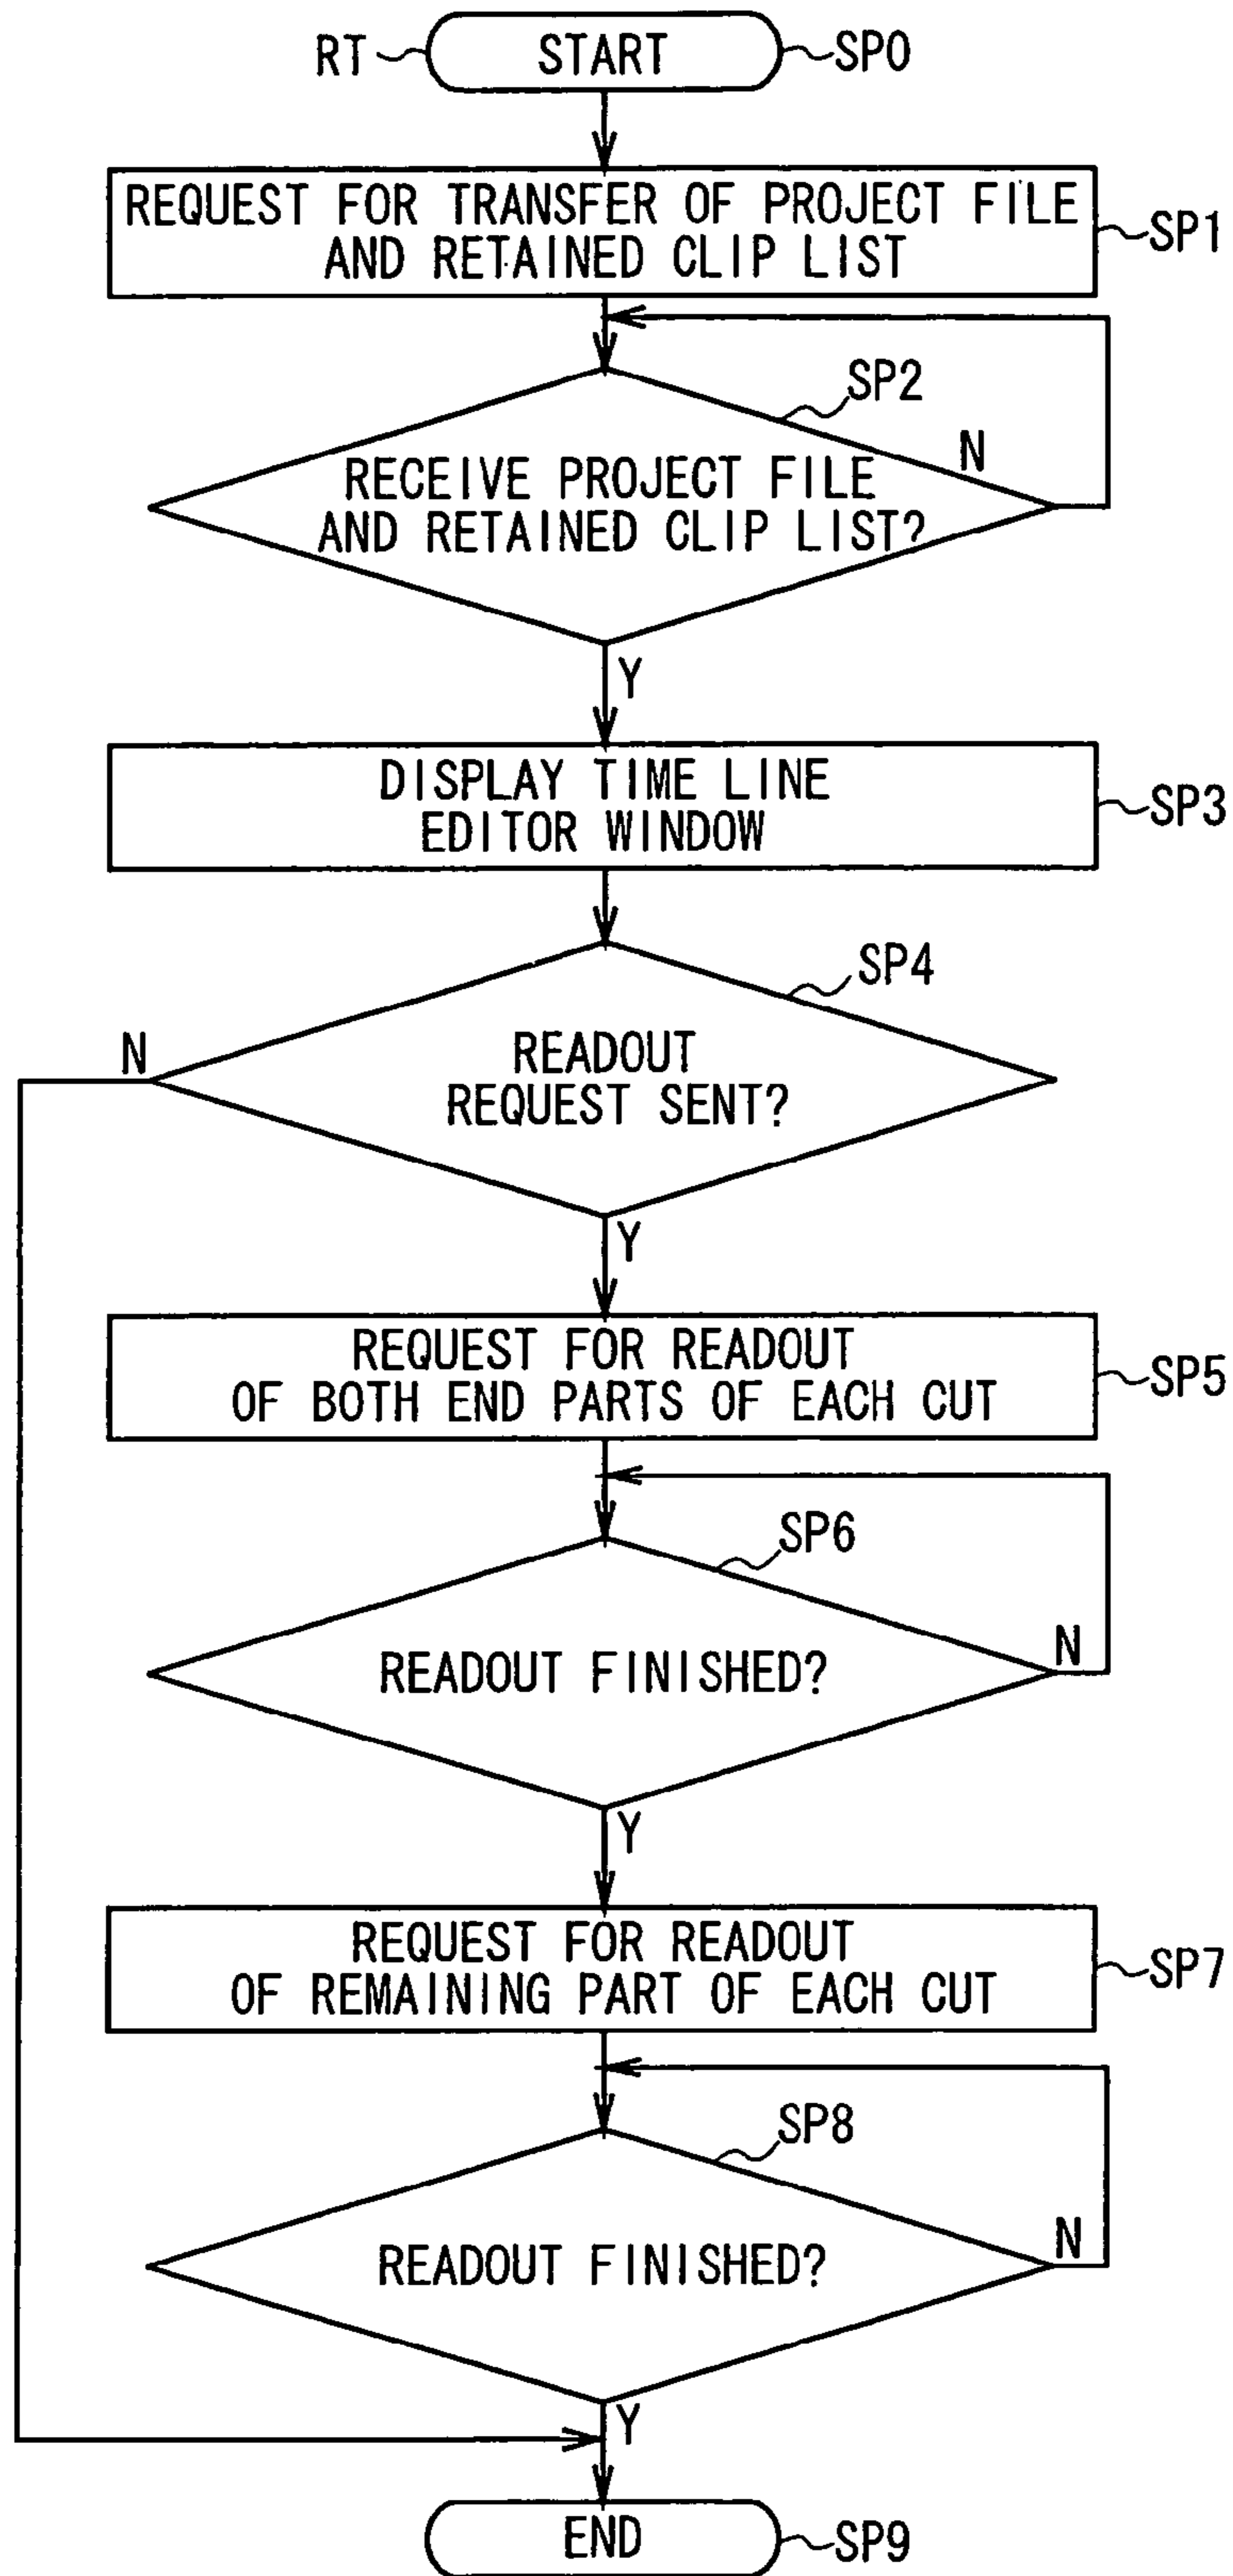 RT START SP0
REQUEST FOR TRANSFER OF PROJECT FILE
AND RETAINED CLIP LIST
SP1
SP2
N
RECEIVE PROJECT FILE
AND RETAINED CLIP LIST?
Y
DISPLAY TIME LINE
EDITOR WINDOW
SP3
SP4
N
READOUT
REQUEST SENT?
Y
REQUEST FOR READOUT
OF BOTH END PARTS OF EACH CUT
SP5
SP6
READOUT FINISHED?
N
Y
REQUEST FOR READOUT
OF REMAINING PART OF EACH CUT
SP7
SP8
N
READOUT FINISHED?
Y
END SP9